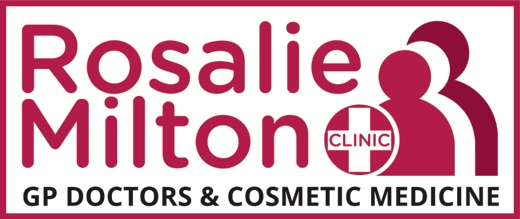 Rosalie
Milton
CLINIC
GP DOCTORS & COSMETIC MEDICINE